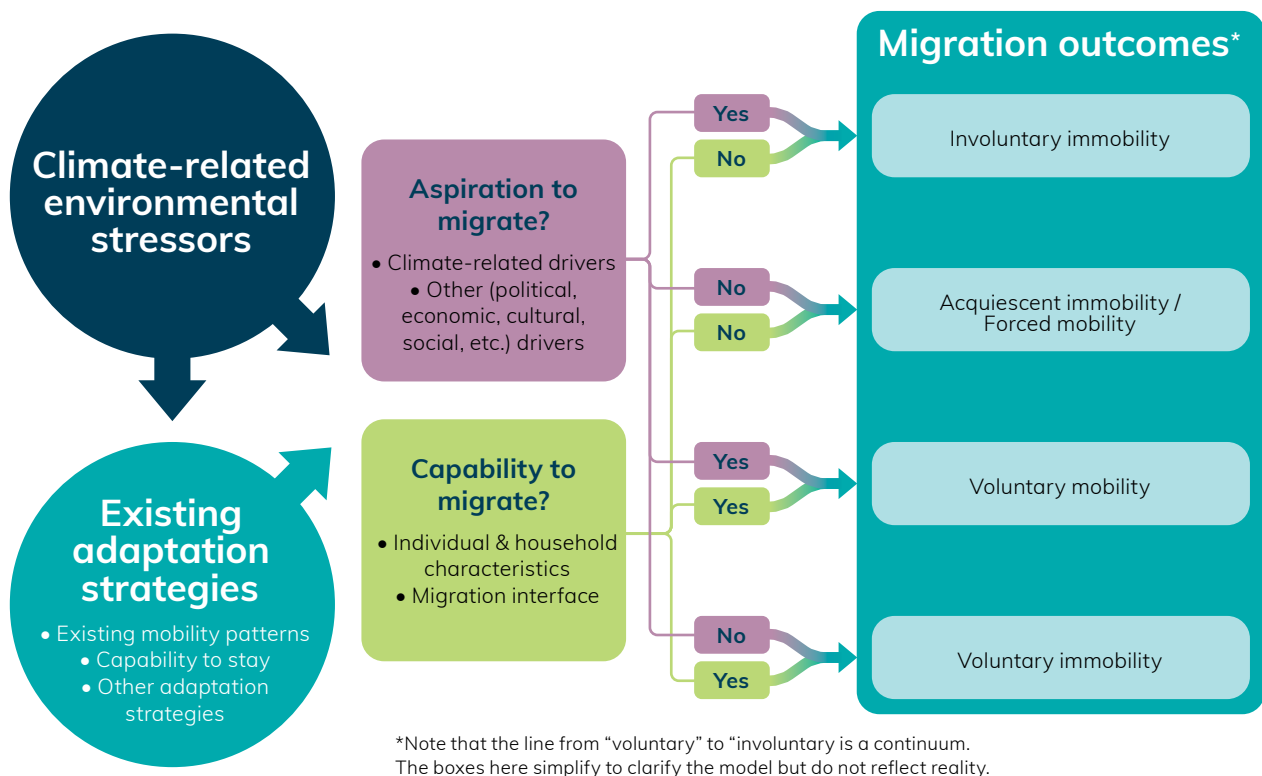 Climate-related
environmental
stressors
Existing
adaptation
strategies
• Existing mobility patterns
• Capability to stay
• Other adaptation
strategies
Aspiration to
migrate?
• Climate-related drivers
• Other (political,
economic, cultural,
social, etc.) drivers
Capability to
migrate?
• Individual & household
characteristics
• Migration interface
Yes
No
No
No
Yes
Yes
No
Yes
Migration outcomes*
Involuntary immobility
Acquiescent immobility /
Forced mobility
Voluntary mobility
Voluntary immobility
*Note that the line from “voluntary” to “involuntary is a continuum.
The boxes here simplify to clarify the model but do not reflect reality.